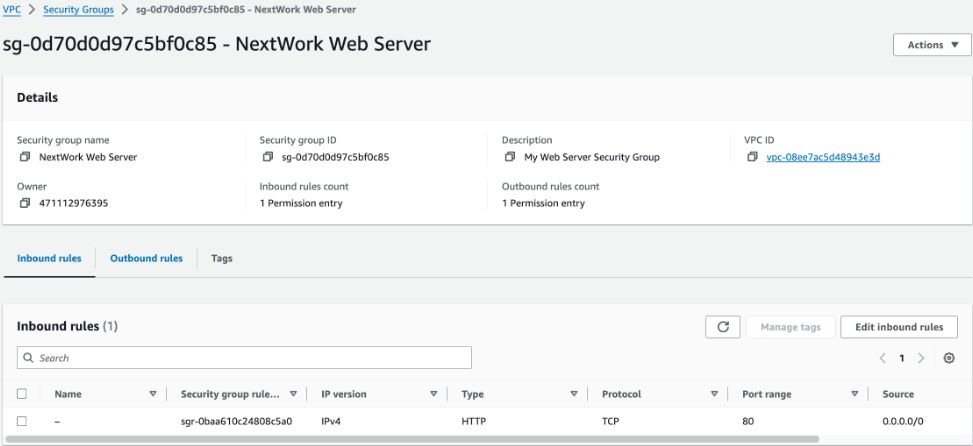 VPC > Security Groups > sg-0d70d0d97c5bf0c85 - NextWork Web Server
sg-0d70d0d97c5bf0c85 - NextWork Web Server
Actions
Details
Security group name Security group ID Description VPC ID
NextWork Web Server sg-0d70d0d97c5bf0c85 My Web Server Security Group vpc-08ee7ac5d48943e3d
Owner Inbound rules count Outbound rules count
471112976395 1 Permission entry 1 Permission entry
Inbound rules Outbound rules Tags
Inbound rules (1)
Manage tags Edit inbound rules
Search
< 1 >
Name Security group rule... IP version Type Protocol Port range Source
– sgr-0baa610c24808c5a0 IPv4 HTTP TCP 80 0.0.0.0/0